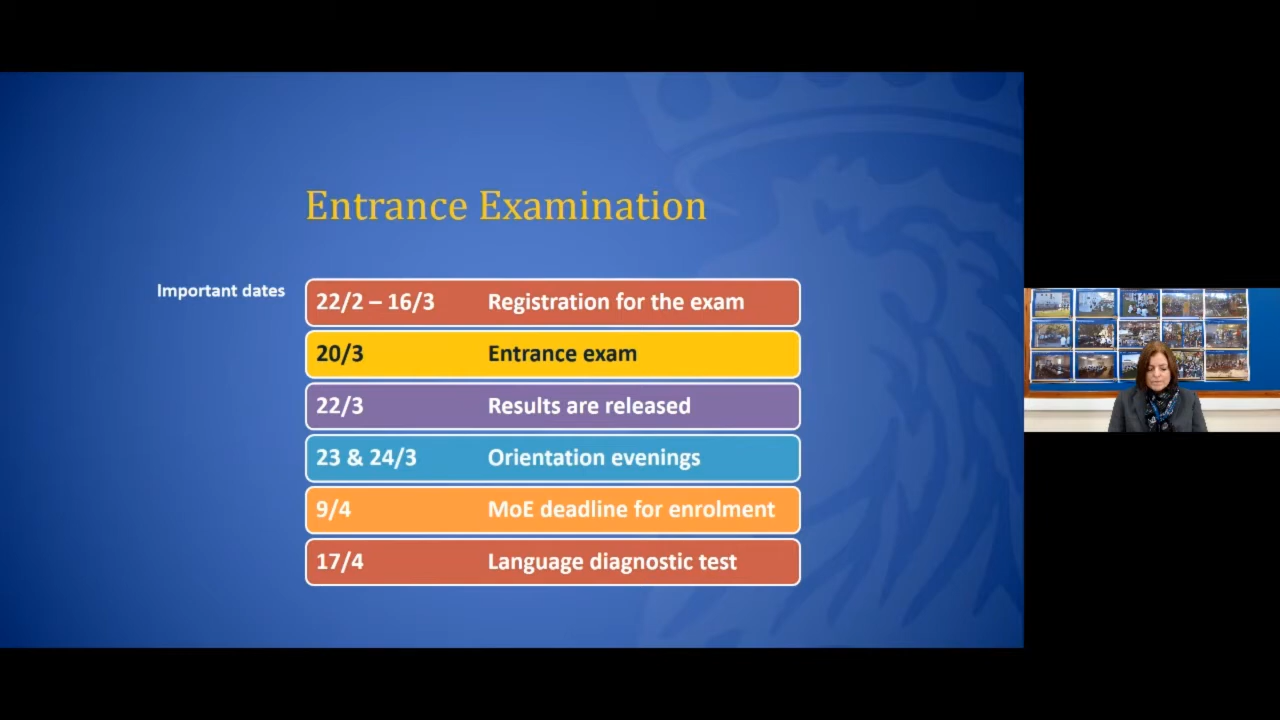 Entrance Examination
Important dates
22/2 – 16/3 Registration for the exam
20/3 Entrance exam
22/3 Results are released
23 & 24/3 Orientation evenings
9/4 MoE deadline for enrolment
17/4 Language diagnostic test